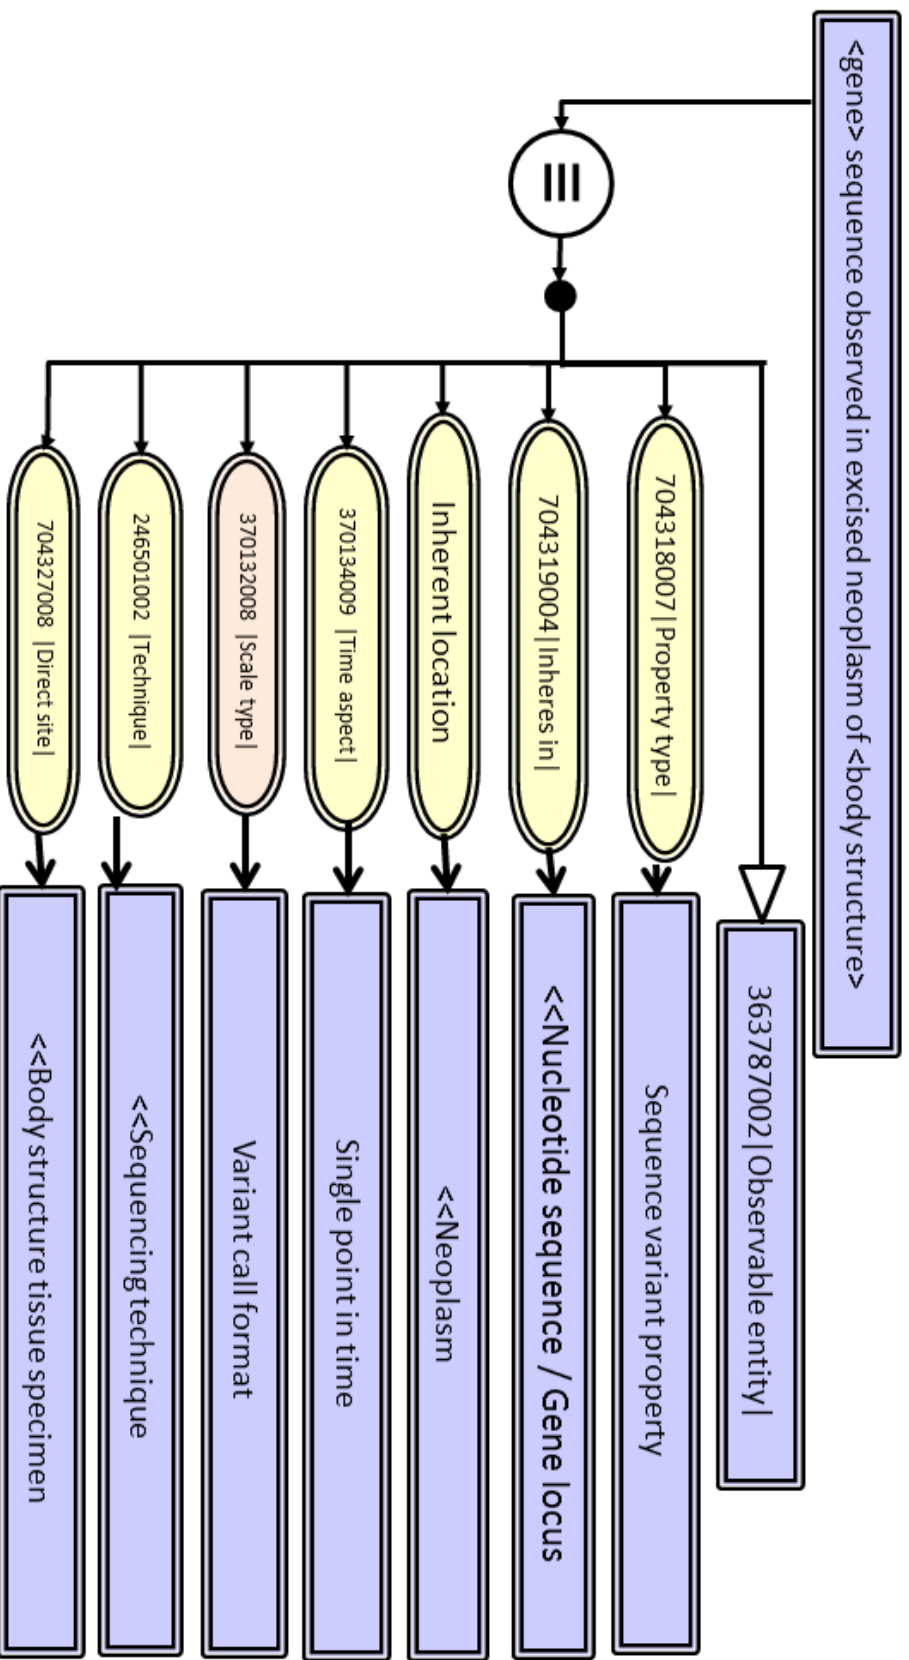 <gene> sequence observed in excised neoplasm of <body structure>
≡
363787002|Observable entity|
704318007|Property type|
Sequence variant property
704319004|Inheres in|
<<Nucleotide sequence / Gene locus
Inherent location
<<Neoplasm
370134009 |Time aspect|
Single point in time
370132008 |Scale type|
Variant call format
246501002 |Technique|
<<Sequencing technique
704327008 |Direct site|
<<Body structure tissue specimen